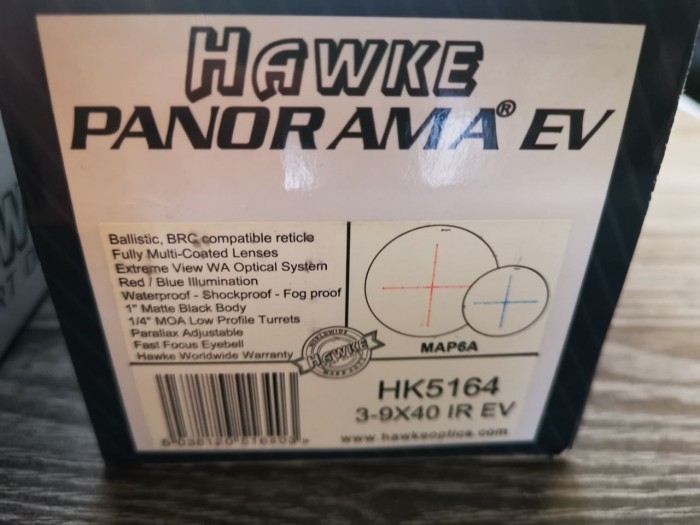 HAWKE
PANORAMA® EV
Ballistic, BRC compatible reticle
Fully Multi-Coated Lenses
Extreme View WA Optical System
Red / Blue Illumination
Waterproof - Shockproof - Fog proof
1" Matte Black Body
1/4" MOA Low Profile Turrets
Parallax Adjustable
Fast Focus Eyebell
Hawke Worldwide Warranty
WORLDWIDE
HAWKE
WARRANTY
MAP6A
HK5164
3-9X40 IR EV
www.hawkeoptics.com